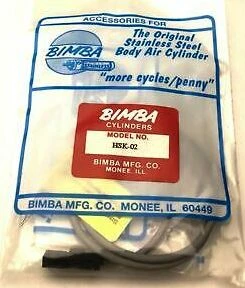 ACCESSORIES FOR
The Original
Stainless Steel
Body Air Cylinder
BIMBA
"more cycles/penny"
BIMBA
CYLINDERS
MODEL NO.
HSK-02
BIMBA MFG. CO.
MONEE, ILL
BIMBA MFG. CO. MONEE, IL 60449